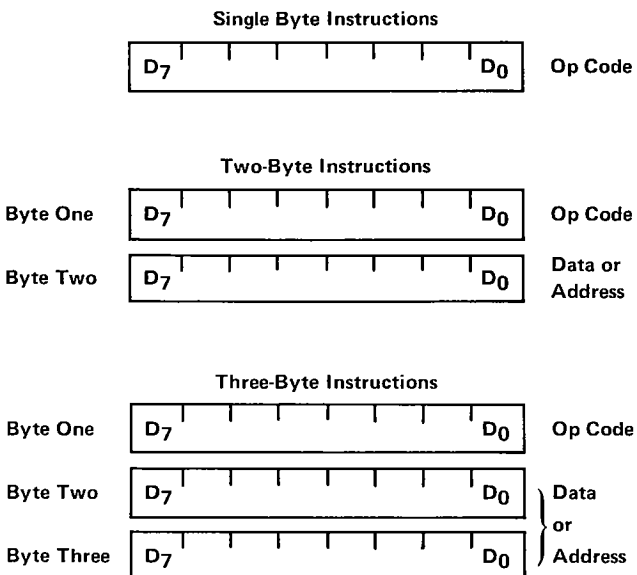 Single Byte Instructions
D7 D0 Op Code
Two-Byte Instructions
Byte One D7 D0 Op Code
Byte Two D7 D0 Data or
Address
Three-Byte Instructions
Byte One D7 D0 Op Code
Byte Two D7 D0 Data
or
Byte Three D7 D0 Address